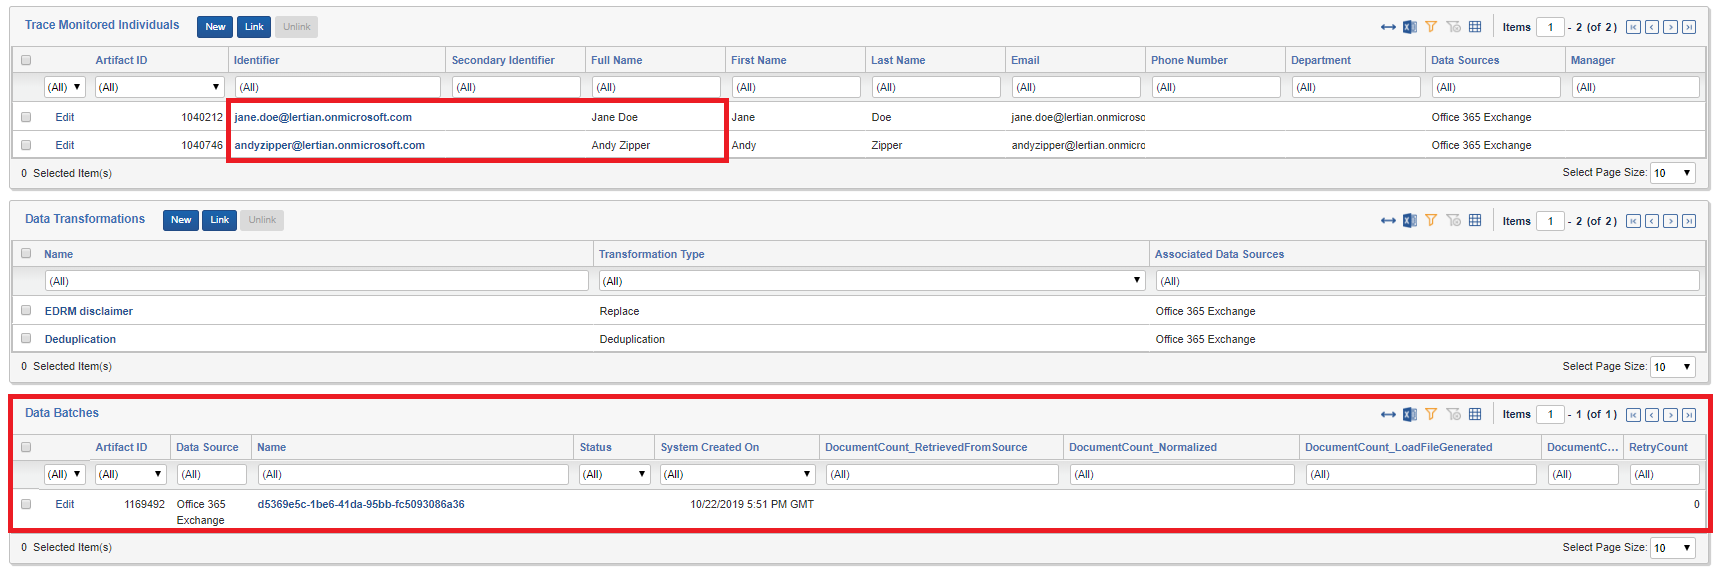 Trace Monitored Individuals New Link Unlink Items 1 - 2 (of 2)
Artifact ID Identifier Secondary Identifier Full Name First Name Last Name Email Phone Number Department Data Sources Manager
(All) (All) (All) (All) (All) (All) (All) (All) (All) (All) (All) (All)
Edit 1040212 jane.doe@lertian.onmicrosoft.com Jane Doe Jane Doe jane.doe@lertian.onmicrosc Office 365 Exchange
Edit 1040746 andyzipper@lertian.onmicrosoft.com Andy Zipper Andy Zipper andyzipper@lertian.onmicro Office 365 Exchange
0 Selected Item(s) Select Page Size: 10
Data Transformations New Link Unlink Items 1 - 2 (of 2)
Name Transformation Type Associated Data Sources
(All) (All) (All)
EDRM disclaimer Replace Office 365 Exchange
Deduplication Deduplication Office 365 Exchange
0 Selected Item(s) Select Page Size: 10
Data Batches Items 1 - 1 (of 1)
Artifact ID Data Source Name Status System Created On DocumentCount_RetrievedFromSource DocumentCount_Normalized DocumentCount_LoadFileGenerated DocumentC... RetryCount
(All) (All) (All) (All) (All) (All) (All) (All) (All) (All) (All)
Edit 1169492 Office 365 d5369e5c-1be6-41da-95bb-fc5093086a36 10/22/2019 5:51 PM GMT 0
Exchange
0 Selected Item(s) Select Page Size: 10